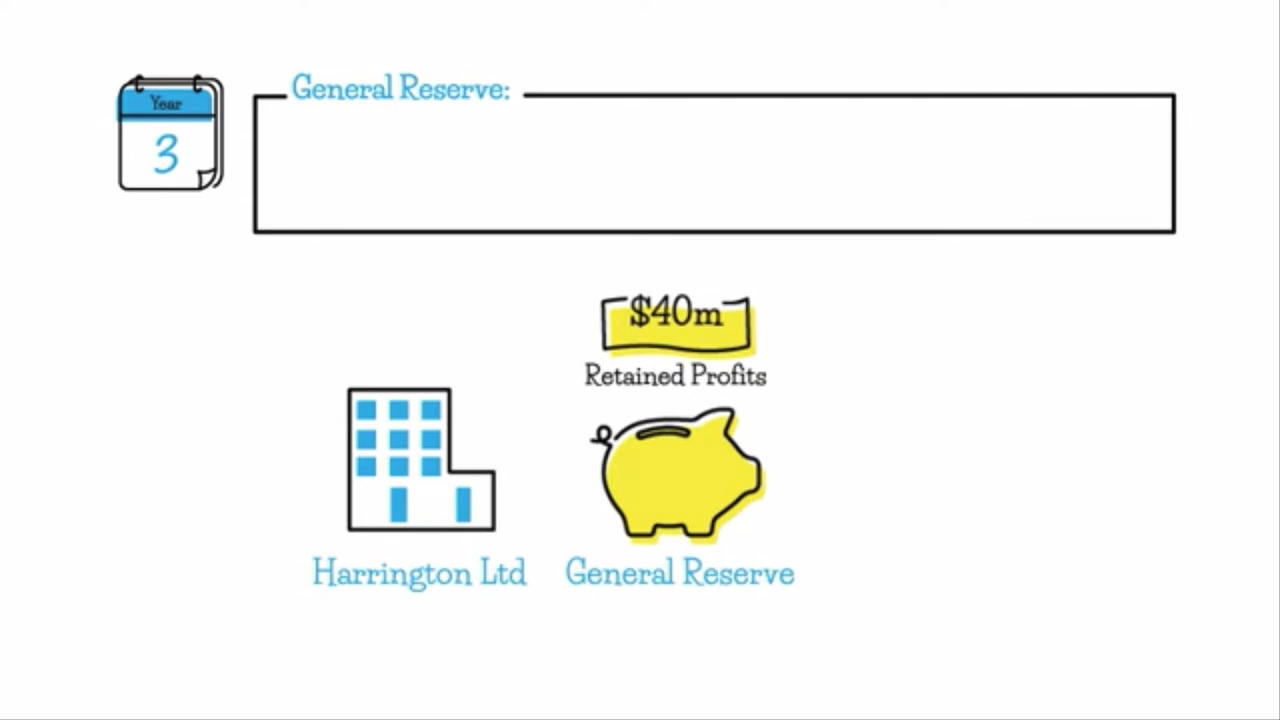 General Reserve:
Year
3
$40m
Retained Profits
Harrington Ltd
General Reserve